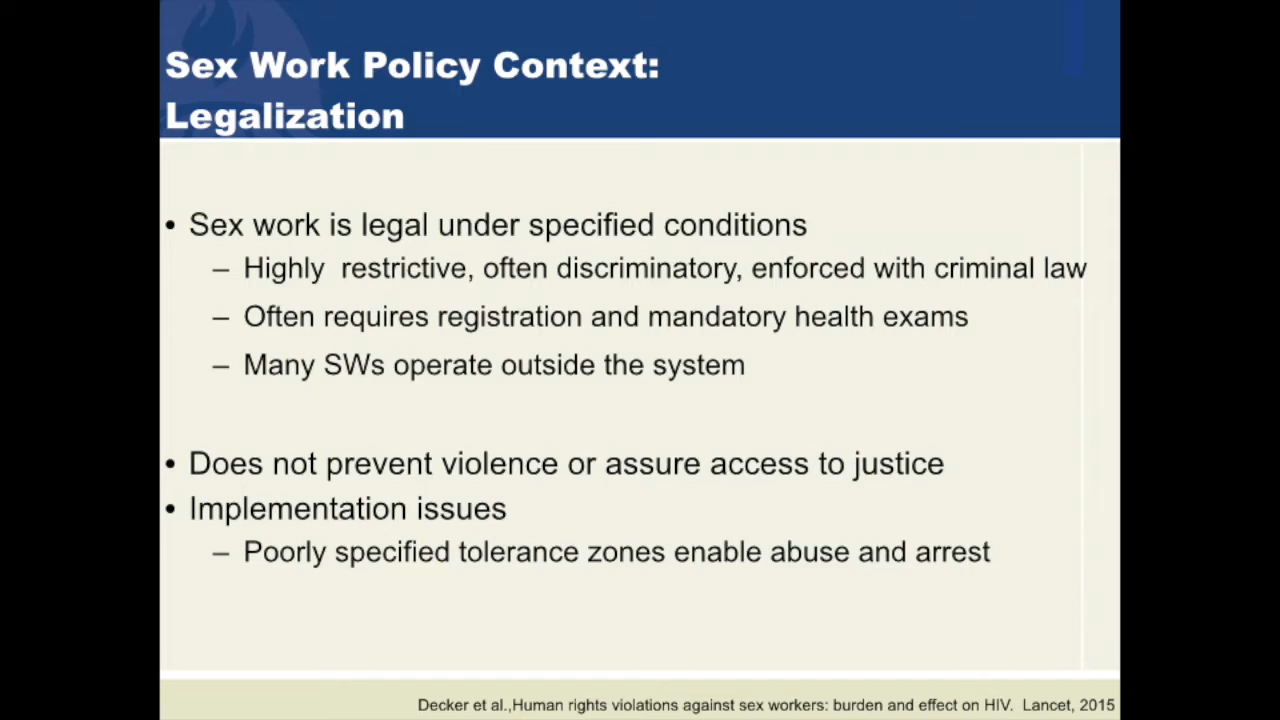 Sex Work Policy Context:
Legalization
• Sex work is legal under specified conditions
– Highly  restrictive, often discriminatory, enforced with criminal law
– Often requires registration and mandatory health exams
– Many SWs operate outside the system
• Does not prevent violence or assure access to justice
• Implementation issues
– Poorly specified tolerance zones enable abuse and arrest
Decker et al.,Human rights violations against sex workers: burden and effect on HIV.  Lancet, 2015